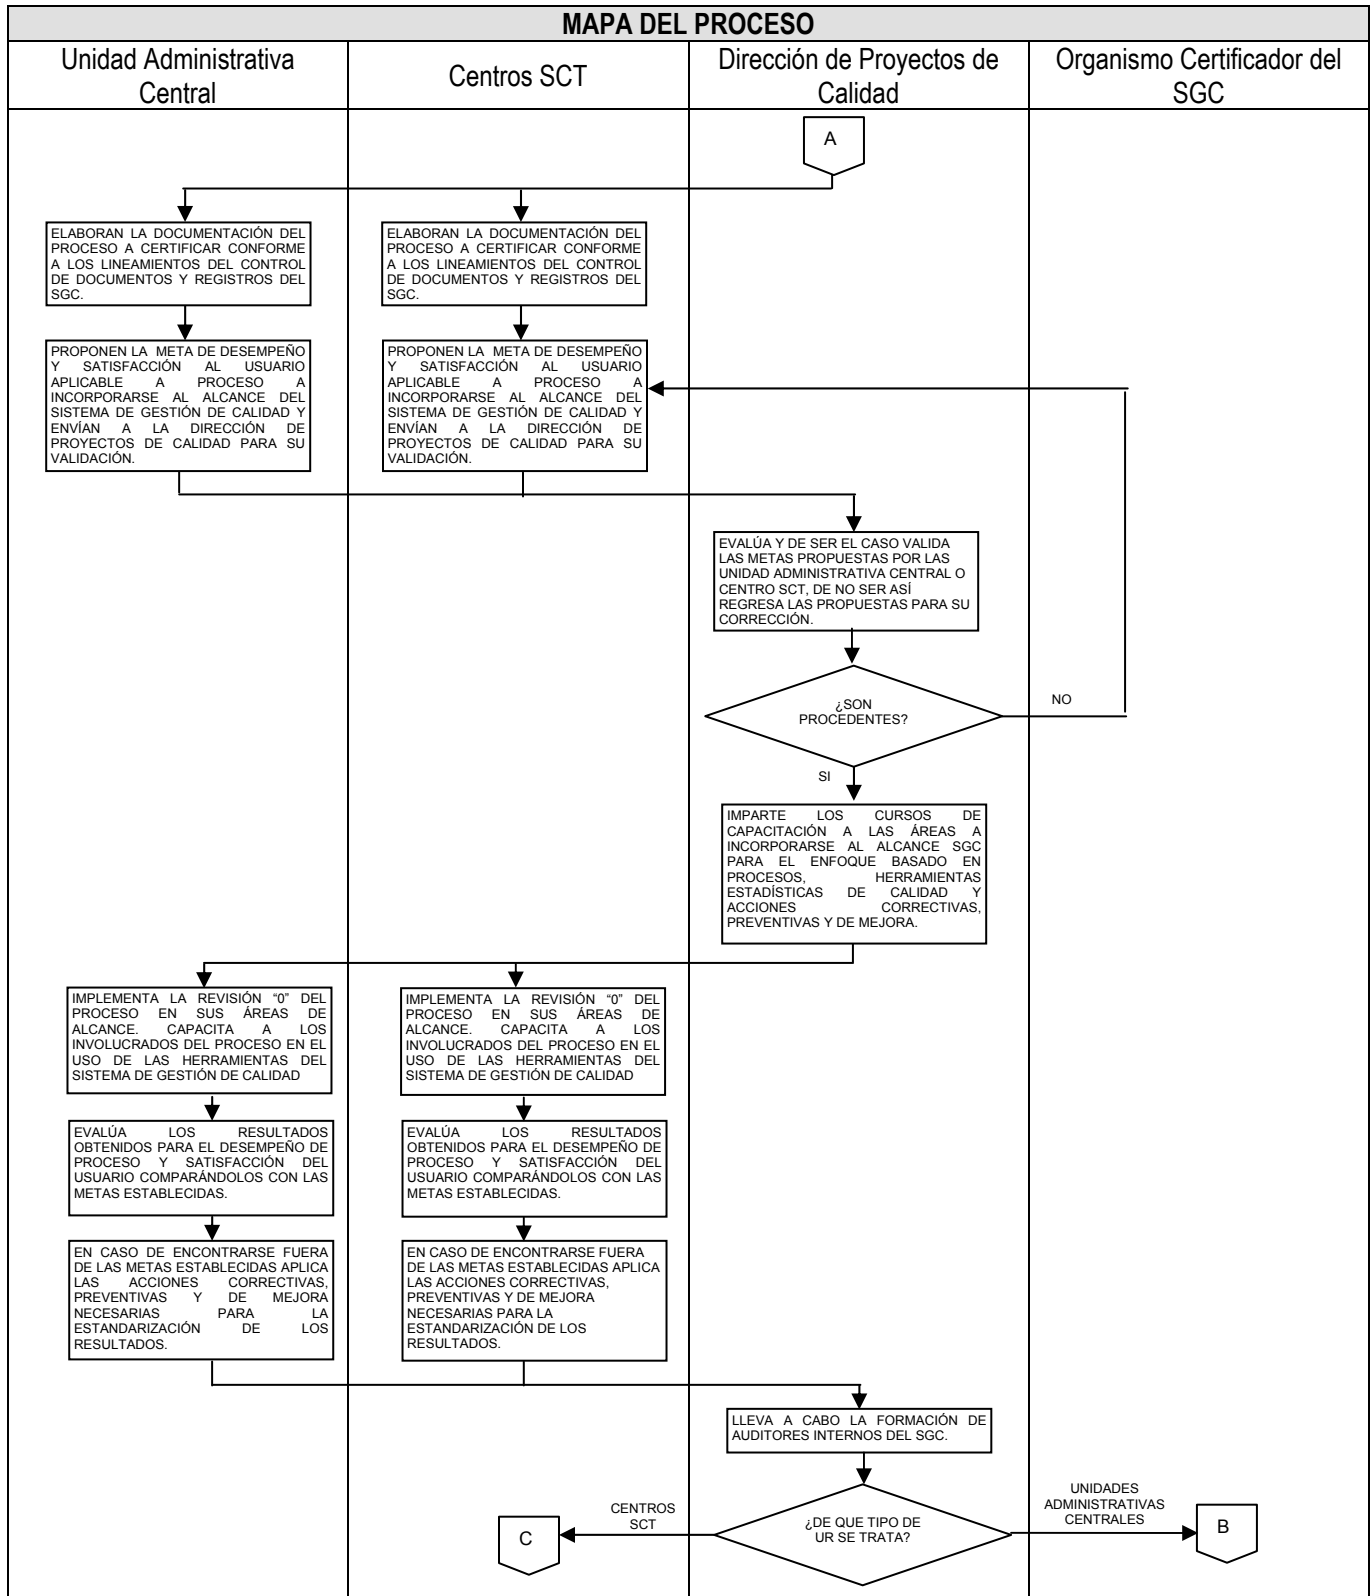 MAPA DEL PROCESO
Unidad Administrativa
Central
Centros SCT
Dirección de Proyectos de
Calidad
Organismo Certificador del
SGC
A
ELABORAN LA DOCUMENTACIÓN DEL
PROCESO A CERTIFICAR CONFORME
A LOS LINEAMIENTOS DEL CONTROL
DE DOCUMENTOS Y REGISTROS DEL
SGC.
ELABORAN LA DOCUMENTACIÓN DEL
PROCESO A CERTIFICAR CONFORME
A LOS LINEAMIENTOS DEL CONTROL
DE DOCUMENTOS Y REGISTROS DEL
SGC.
PROPONEN LA META DE DESEMPEÑO
Y SATISFACCIÓN AL USUARIO
APLICABLE A PROCESO A
INCORPORARSE AL ALCANCE DEL
SISTEMA DE GESTIÓN DE CALIDAD Y
ENVÍAN A LA DIRECCIÓN DE
PROYECTOS DE CALIDAD PARA SU
VALIDACIÓN.
PROPONEN LA META DE DESEMPEÑO
Y SATISFACCIÓN AL USUARIO
APLICABLE A PROCESO A
INCORPORARSE AL ALCANCE DEL
SISTEMA DE GESTIÓN DE CALIDAD Y
ENVÍAN A LA DIRECCIÓN DE
PROYECTOS DE CALIDAD PARA SU
VALIDACIÓN.
EVALÚA Y DE SER EL CASO VALIDA
LAS METAS PROPUESTAS POR LAS
UNIDAD ADMINISTRATIVA CENTRAL O
CENTRO SCT, DE NO SER ASÍ
REGRESA LAS PROPUESTAS PARA SU
CORRECCIÓN.
¿SON
PROCEDENTES?
NO
SI
IMPARTE LOS CURSOS DE
CAPACITACIÓN A LAS ÁREAS A
INCORPORARSE AL ALCANCE SGC
PARA EL ENFOQUE BASADO EN
PROCESOS, HERRAMIENTAS
ESTADÍSTICAS DE CALIDAD Y
ACCIONES CORRECTIVAS,
PREVENTIVAS Y DE MEJORA.
IMPLEMENTA LA REVISIÓN “0” DEL
PROCESO EN SUS ÁREAS DE
ALCANCE. CAPACITA A LOS
INVOLUCRADOS DEL PROCESO EN EL
USO DE LAS HERRAMIENTAS DEL
SISTEMA DE GESTIÓN DE CALIDAD
IMPLEMENTA LA REVISIÓN “0” DEL
PROCESO EN SUS ÁREAS DE
ALCANCE. CAPACITA A LOS
INVOLUCRADOS DEL PROCESO EN EL
USO DE LAS HERRAMIENTAS DEL
SISTEMA DE GESTIÓN DE CALIDAD
EVALÚA LOS RESULTADOS
OBTENIDOS PARA EL DESEMPEÑO DE
PROCESO Y SATISFACCIÓN DEL
USUARIO COMPARÁNDOLOS CON LAS
METAS ESTABLECIDAS.
EVALÚA LOS RESULTADOS
OBTENIDOS PARA EL DESEMPEÑO DE
PROCESO Y SATISFACCIÓN DEL
USUARIO COMPARÁNDOLOS CON LAS
METAS ESTABLECIDAS.
EN CASO DE ENCONTRARSE FUERA
DE LAS METAS ESTABLECIDAS APLICA
LAS ACCIONES CORRECTIVAS,
PREVENTIVAS Y DE MEJORA
NECESARIAS PARA LA
ESTANDARIZACIÓN DE LOS
RESULTADOS.
EN CASO DE ENCONTRARSE FUERA
DE LAS METAS ESTABLECIDAS APLICA
LAS ACCIONES CORRECTIVAS,
PREVENTIVAS Y DE MEJORA
NECESARIAS PARA LA
ESTANDARIZACIÓN DE LOS
RESULTADOS.
LLEVA A CABO LA FORMACIÓN DE
AUDITORES INTERNOS DEL SGC.
C
CENTROS
SCT
¿DE QUE TIPO DE
UR SE TRATA?
UNIDADES
ADMINISTRATIVAS
CENTRALES
B